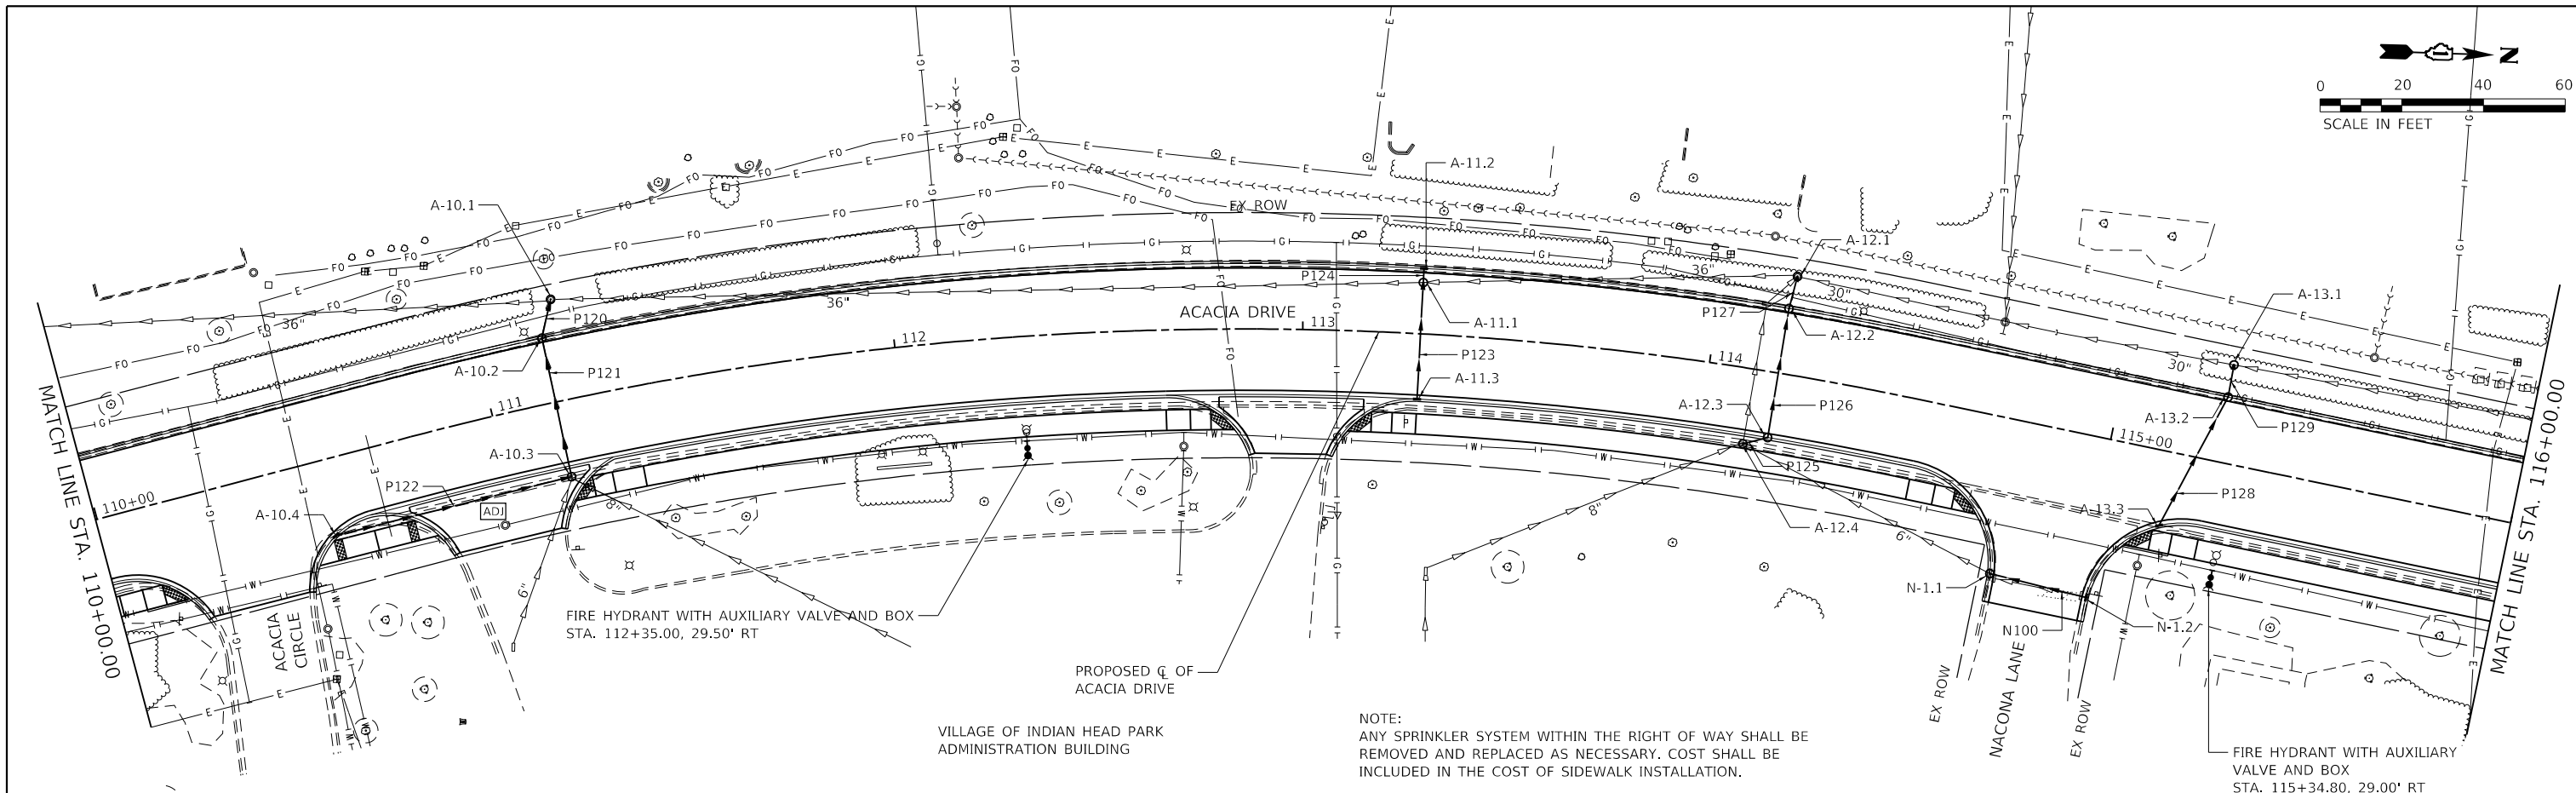 N
0 20 40 60
SCALE IN FEET
A-10.1
EX ROW
A-11.2
A-12.1
A-13.1
36"
P120
36"
P124
36"
30"
ACACIA DRIVE
P127
A-12.2
A-11.1
113
112
114
A-10.2
P121
P123
30"
A-13.2
P129
111
A-11.3
A-12.3
P126
115+00
110+00
P122
A-10.3
A-10.4
ADJ
8"
P125
A-12.4
8"
6"
P128
A-13.3
MATCH LINE STA. 110+00.00
MATCH LINE STA. 116+00.00
6"
N-1.1
N100
N-1.2
ACACIA
CIRCLE
FIRE HYDRANT WITH AUXILIARY VALVE AND BOX
STA. 112+35.00, 29.50' RT
PROPOSED ℄ OF
ACACIA DRIVE
EX ROW
NACONA LANE
EX ROW
VILLAGE OF INDIAN HEAD PARK
ADMINISTRATION BUILDING
NOTE:
ANY SPRINKLER SYSTEM WITHIN THE RIGHT OF WAY SHALL BE
REMOVED AND REPLACED AS NECESSARY. COST SHALL BE
INCLUDED IN THE COST OF SIDEWALK INSTALLATION.
FIRE HYDRANT WITH AUXILIARY
VALVE AND BOX
STA. 115+34.80, 29.00' RT